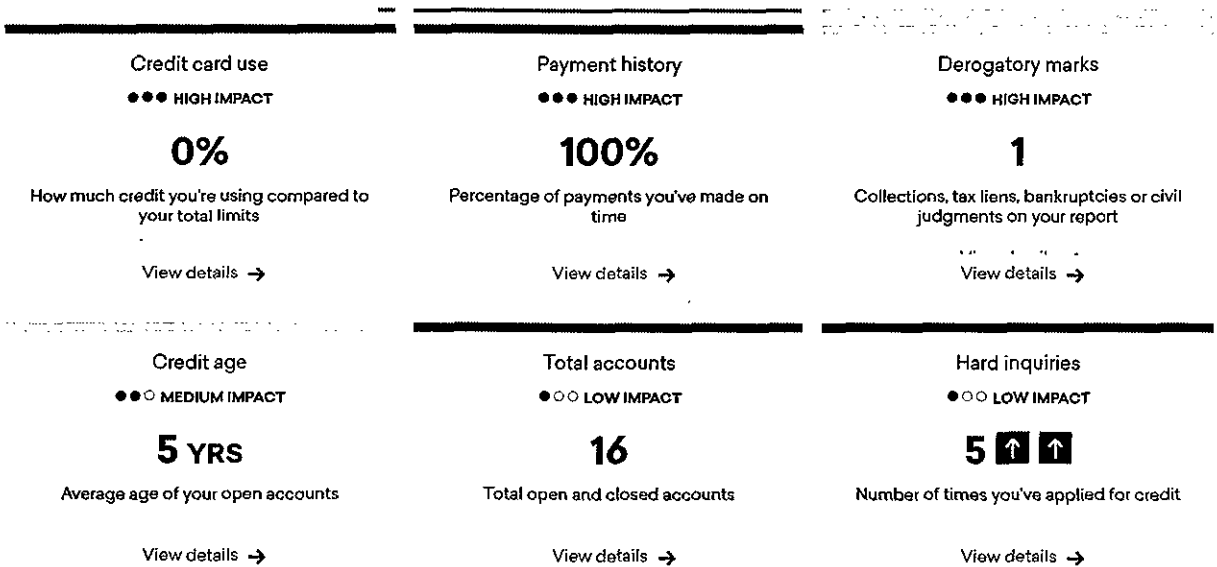 Credit card use
●●● HIGH IMPACT
0%
How much credit you're using compared to
your total limits
View details →
Payment history
●●● HIGH IMPACT
100%
Percentage of payments you've made on
time
View details →
Derogatory marks
●●● HIGH IMPACT
1
Collections, tax liens, bankruptcies or civil
judgments on your report
View details →
Credit age
●●○ MEDIUM IMPACT
5 YRS
Average age of your open accounts
View details →
Total accounts
●○○ LOW IMPACT
16
Total open and closed accounts
View details →
Hard inquiries
●○○ LOW IMPACT
5 ↑ ↑
Number of times you've applied for credit
View details →